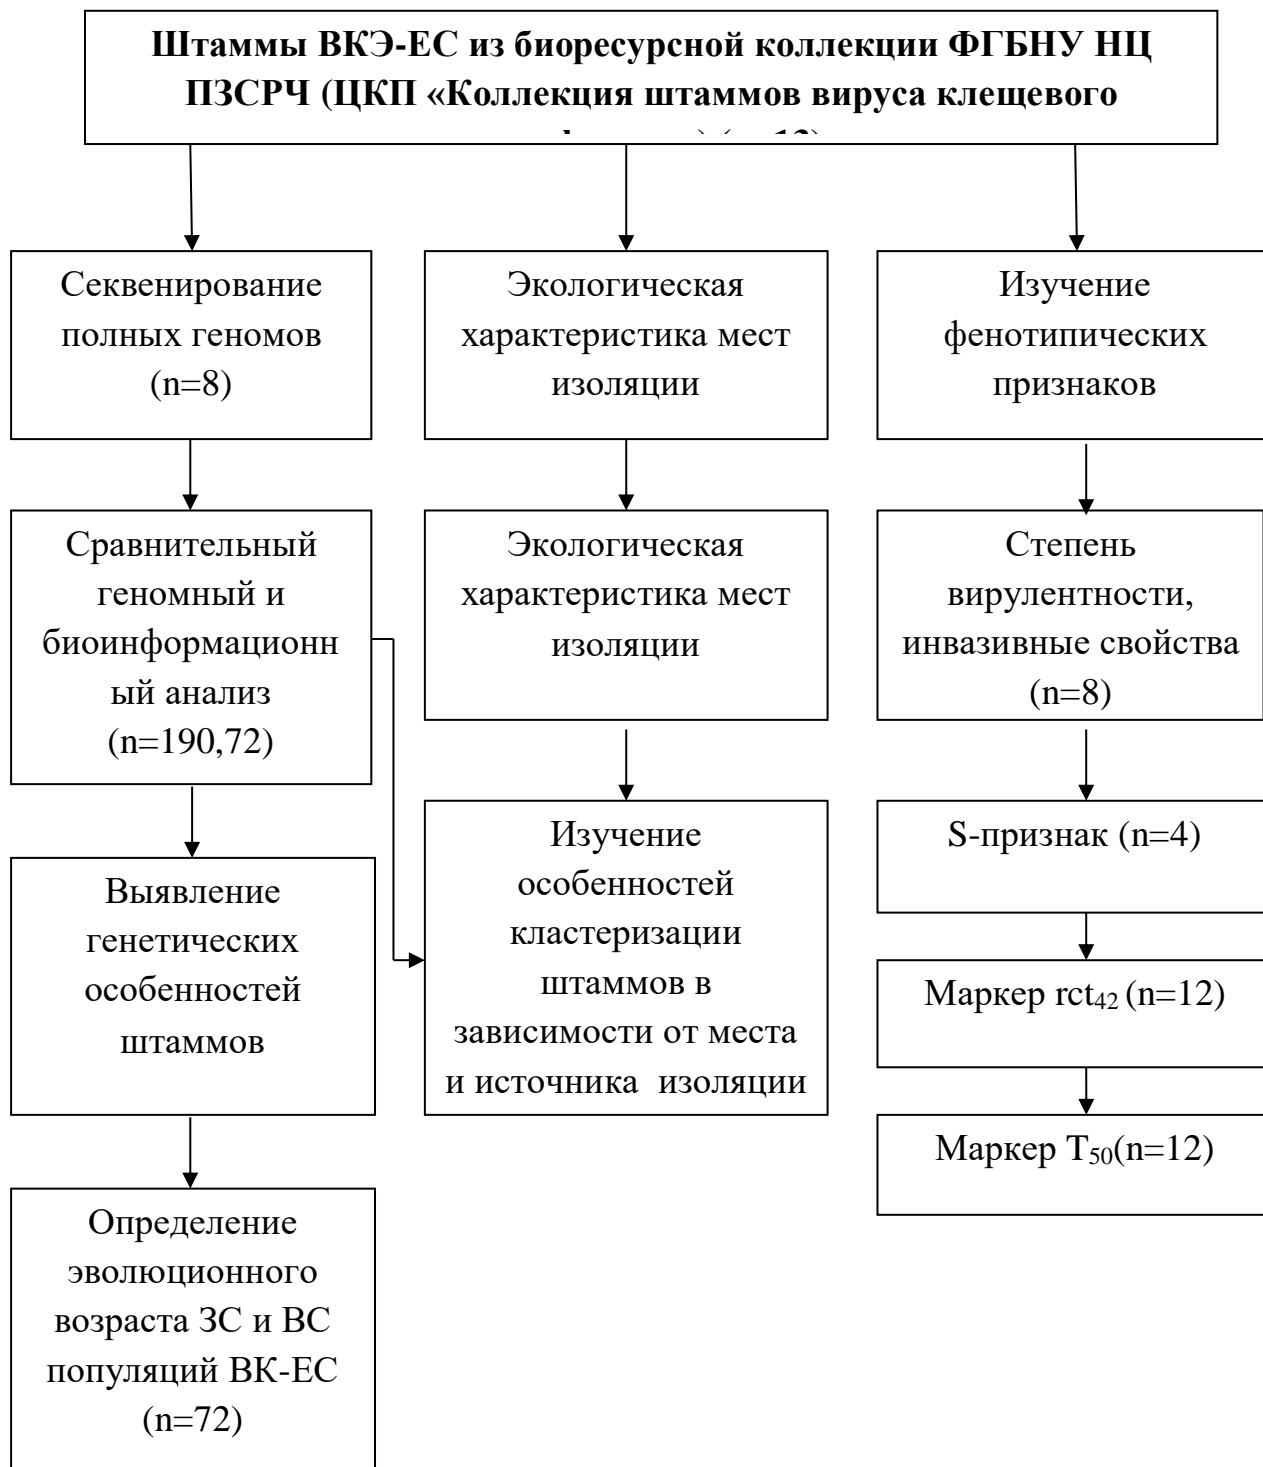 Штаммы ВКЭ-ЕС из биоресурсной коллекции ФГБНУ НЦ
ПЗСРЧ (ЦКП «Коллекция штаммов вируса клещевого
Секвенирование
полных геномов
(n=8)
Экологическая
характеристика мест
изоляции
Изучение
фенотипических
признаков
Сравнительный
геномный и
биоинформационн
ый анализ
(n=190,72)
Экологическая
характеристика мест
изоляции
Степень
вирулентности,
инвазивные свойства
(n=8)
Выявление
генетических
особенностей
штаммов
Изучение
особенностей
кластеризации
штаммов в
зависимости от места
и источника изоляции
S-признак (n=4)
Маркер rct₄₂ (n=12)
Маркер T₅₀(n=12)
Определение
эволюционного
возраста ЗС и ВС
популяций ВК-ЕС
(n=72)